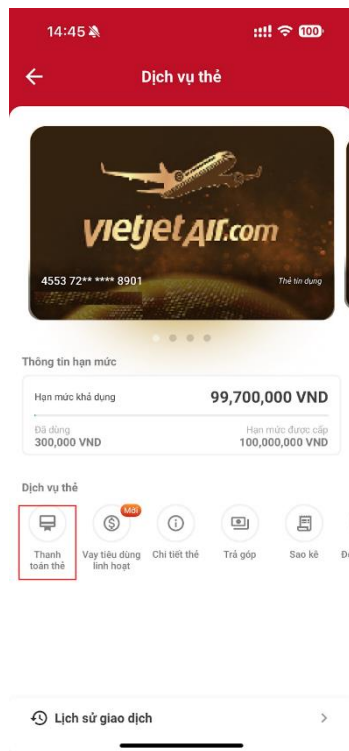 14:45
100
Dịch vụ thẻ
vietjetAir.com
4553 72** **** 8901
Thẻ tín dụng
Thông tin hạn mức
Hạn mức khả dụng
99,700,000 VND
Đã dùng
Hạn mức được cấp
300,000 VND
100,000,000 VND
Dịch vụ thẻ
Mới
Thanh toán thẻ
Vay tiêu dùng linh hoạt
Chi tiết thẻ
Trả góp
Sao kê
Lịch sử giao dịch